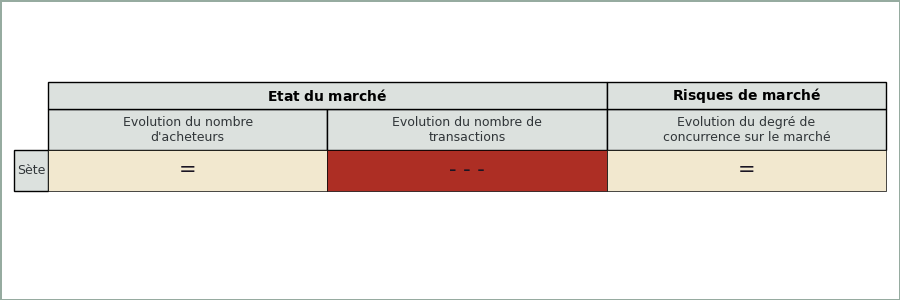 Etat du marché
Risques de marché
Evolution du nombre
d'acheteurs
Evolution du nombre de
transactions
Evolution du degré de
concurrence sur le marché
Sète
=
- - -
=